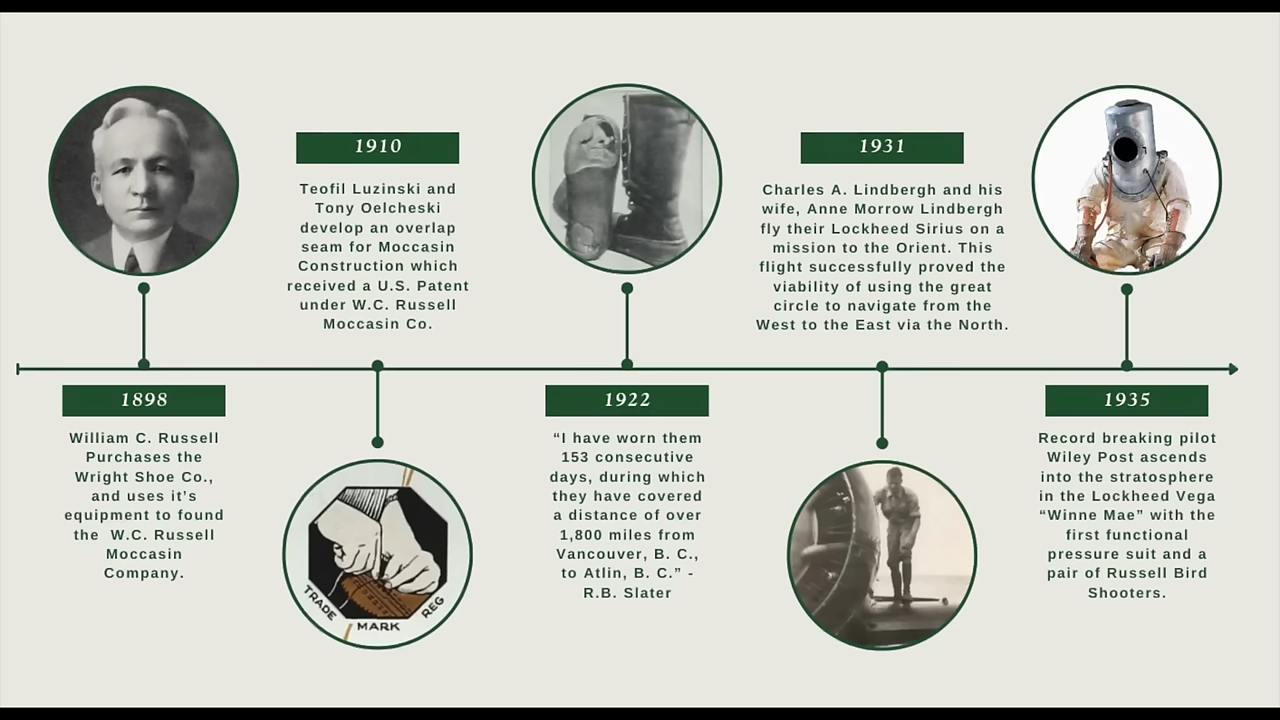 1898
William C. Russell
Purchases the
Wright Shoe Co.,
and uses it's
equipment to found
the W.C. Russell
Moccasin
Company.
1910
Teofil Luzinski and
Tony Oelcheski
develop an overlap
seam for Moccasin
Construction which
received a U.S. Patent
under W.C. Russell
Moccasin Co.
TRADE
MARK
REG
1922
“I have worn them
153 consecutive
days, during which
they have covered
a distance of over
1,800 miles from
Vancouver, B. C.,
to Atlin, B. C.” -
R.B. Slater
1931
Charles A. Lindbergh and his
wife, Anne Morrow Lindbergh
fly their Lockheed Sirius on a
mission to the Orient. This
flight successfully proved the
viability of using the great
circle to navigate from the
West to the East via the North.
1935
Record breaking pilot
Wiley Post ascends
into the stratosphere
in the Lockheed Vega
“Winne Mae” with the
first functional
pressure suit and a
pair of Russell Bird
Shooters.